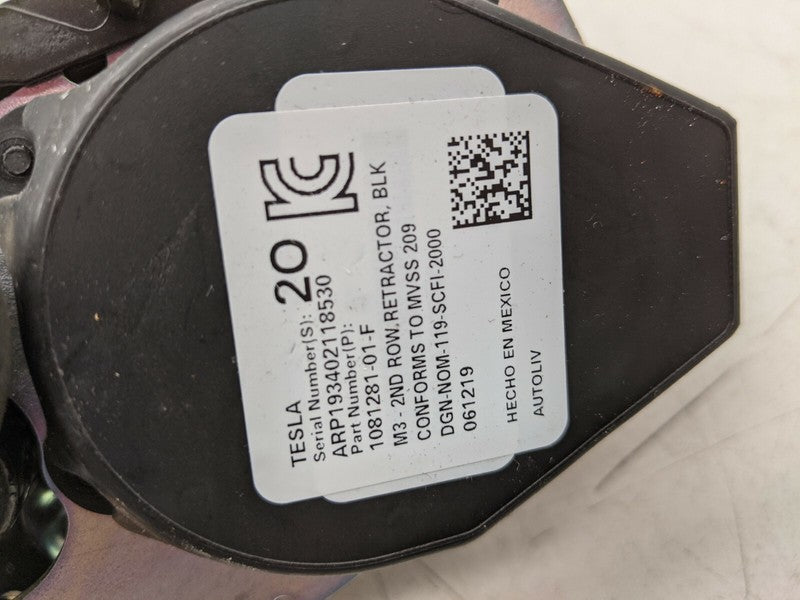 TESLA
Serial Number(S): 2O
ARP193402118530
Part Number(P):
1081281-01-F
M3 - 2ND ROW.RETRACTOR, BLK
CONFORMS TO MVSS 209
DGN-NOM-119-SCFI-2000
061219
HECHO EN MEXICO
AUTOLIV